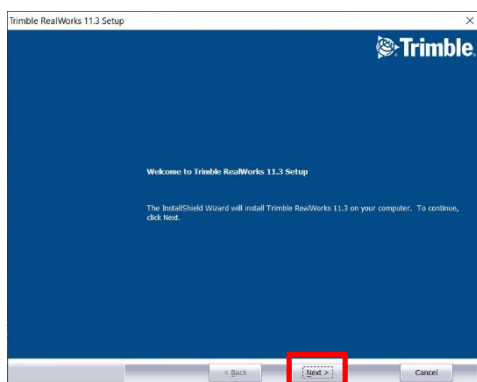 Trimble RealWorks 11.3 Setup
Trimble.
Welcome to Trimble RealWorks 11.3 Setup
The InstallShield Wizard will install Trimble RealWorks 11.3 on your computer. To continue,
click Next.
< Back
Next >
Cancel